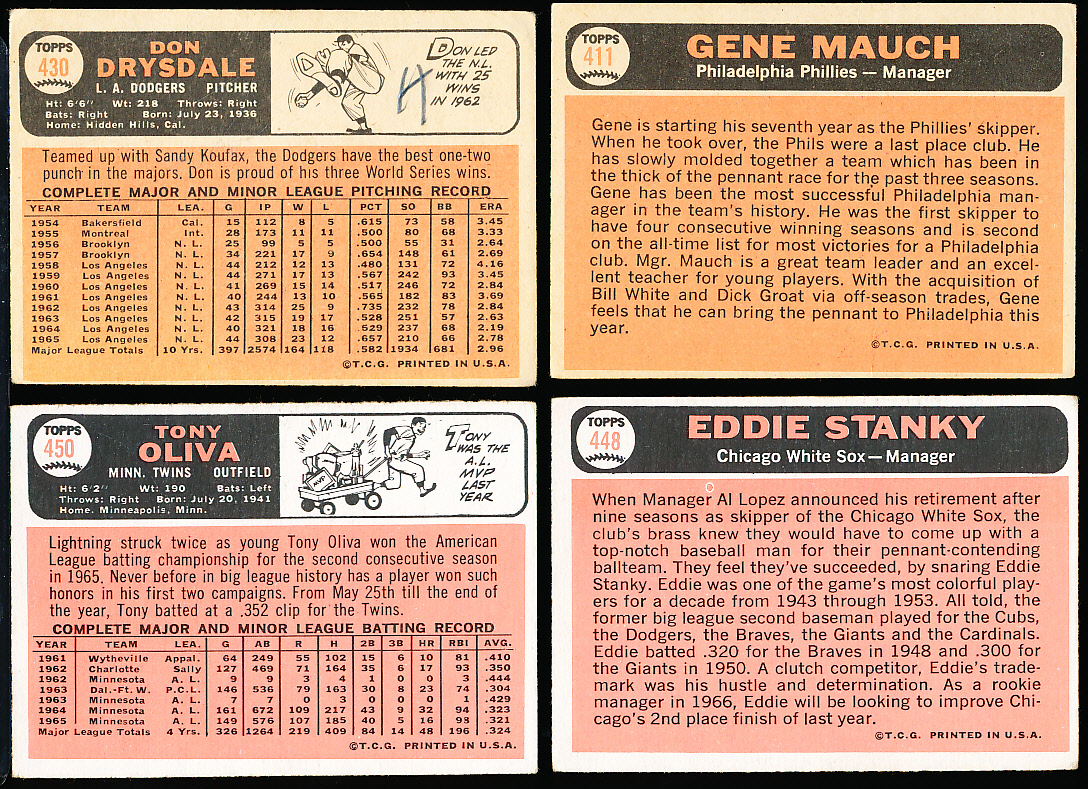 TOPPS
430
DON
DRYSDALE
L. A. DODGERS PITCHER
Ht: 6'6" Wt: 218 Throws: Right
Bats: Right Born: July 23, 1936
Home: Hidden Hills, Cal.
DON LED
THE N.L.
WITH 25
WINS
IN 1962
H
Teamed up with Sandy Koufax, the Dodgers have the best one-two
punch in the majors. Don is proud of his three World Series wins.
COMPLETE MAJOR AND MINOR LEAGUE PITCHING RECORD
YEAR TEAM LEA. G IP W L PCT SO BB ERA
1954 Bakersfield Cal. 15 112 8 5 .615 73 58 3.45
1955 Montreal Int. 28 173 11 11 .500 80 68 3.33
1956 Brooklyn N. L. 25 99 5 5 .500 55 31 2.64
1957 Brooklyn N. L. 34 221 17 9 .654 148 61 2.69
1958 Los Angeles N. L. 44 212 12 13 .480 131 72 4.16
1959 Los Angeles N. L. 44 271 17 13 .567 242 93 3.45
1960 Los Angeles N. L. 41 269 15 14 .517 246 72 2.84
1961 Los Angeles N. L. 40 244 13 10 .565 182 83 3.69
1962 Los Angeles N. L. 43 314 25 9 .735 232 78 2.84
1963 Los Angeles N. L. 42 315 19 17 .528 251 57 2.63
1964 Los Angeles N. L. 40 321 18 16 .529 237 68 2.19
1965 Los Angeles N. L. 44 308 23 12 .657 210 66 2.78
Major League Totals 10 Yrs. 397 2574 164 118 .582 1934 681 2.96
©T.C.G. PRINTED IN U.S.A.
TOPPS
411
GENE MAUCH
Philadelphia Phillies — Manager
Gene is starting his seventh year as the Phillies' skipper.
When he took over, the Phils were a last place club. He
has slowly molded together a team which has been in
the thick of the pennant race for the past three seasons.
Gene has been the most successful Philadelphia man-
ager in the team's history. He was the first skipper to
have four consecutive winning seasons and is second
on the all-time list for most victories for a Philadelphia
club. Mgr. Mauch is a great team leader and an excel-
lent teacher for young players. With the acquisition of
Bill White and Dick Groat via off-season trades, Gene
feels that he can bring the pennant to Philadelphia this
year.
©T.C.G. PRINTED IN U.S.A.
TOPPS
450
TONY
OLIVA
MINN. TWINS OUTFIELD
Ht: 6'2" Wt: 190 Bats: Left
Throws: Right Born: July 20, 1941
Home. Minneapolis, Minn.
MVP
TONY
WAS THE
A.L.
MVP
LAST
YEAR
Lightning struck twice as young Tony Oliva won the American
League batting championship for the second consecutive season
in 1965. Never before in big league history has a player won such
honors in his first two campaigns. From May 25th till the end of
the year, Tony batted at a .352 clip for the Twins.
COMPLETE MAJOR AND MINOR LEAGUE BATTING RECORD
YEAR TEAM LEA. G AB R H 2B 3B HR RBI AVG.
1961 Wytheville Appal. 64 249 55 102 15 6 10 81 .410
1962 Charlotte Sally 127 469 71 164 35 6 17 93 .350
1962 Minnesota A. L. 9 9 3 4 1 0 0 3 .444
1963 Dal.-Ft. W. P.C.L. 146 536 79 163 30 8 23 74 .304
1963 Minnesota A. L. 7 7 0 3 0 0 0 1 .429
1964 Minnesota A. L. 161 672 109 217 43 9 32 94 .323
1965 Minnesota A. L. 149 576 107 185 40 5 16 98 .321
Major League Totals 4 Yrs. 326 1264 219 409 84 14 48 196 .324
©T.C.G. PRINTED IN U.S.A.
TOPPS
448
EDDIE STANKY
Chicago White Sox — Manager
When Manager Al Lopez announced his retirement after
nine seasons as skipper of the Chicago White Sox, the
club's brass knew they would have to come up with a
top-notch baseball man for their pennant-contending
ballteam. They feel they've succeeded, by snaring Eddie
Stanky. Eddie was one of the game's most colorful play-
ers for a decade from 1943 through 1953. All told, the
former big league second baseman played for the Cubs,
the Dodgers, the Braves, the Giants and the Cardinals.
Eddie batted .320 for the Braves in 1948 and .300 for
the Giants in 1950. A clutch competitor, Eddie's trade-
mark was his hustle and determination. As a rookie
manager in 1966, Eddie will be looking to improve Chi-
cago's 2nd place finish of last year.
©T.C.G. PRINTED IN U.S.A.